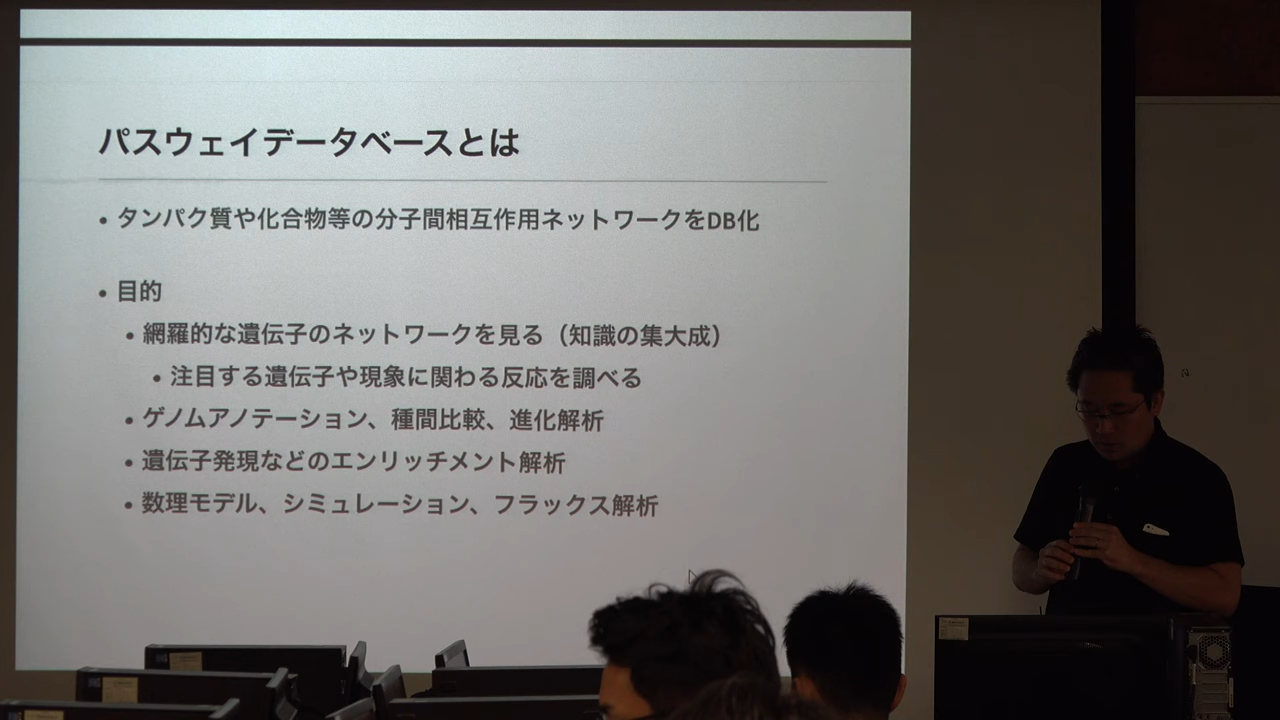 パスウェイデータベースとは
• タンパク質や化合物等の分子間相互作用ネットワークをDB化
• 目的
• 網羅的な遺伝子のネットワークを見る（知識の集大成）
• 注目する遺伝子や現象に関わる反応を調べる
• ゲノムアノテーション、種間比較、進化解析
• 遺伝子発現などのエンリッチメント解析
• 数理モデル、シミュレーション、フラックス解析